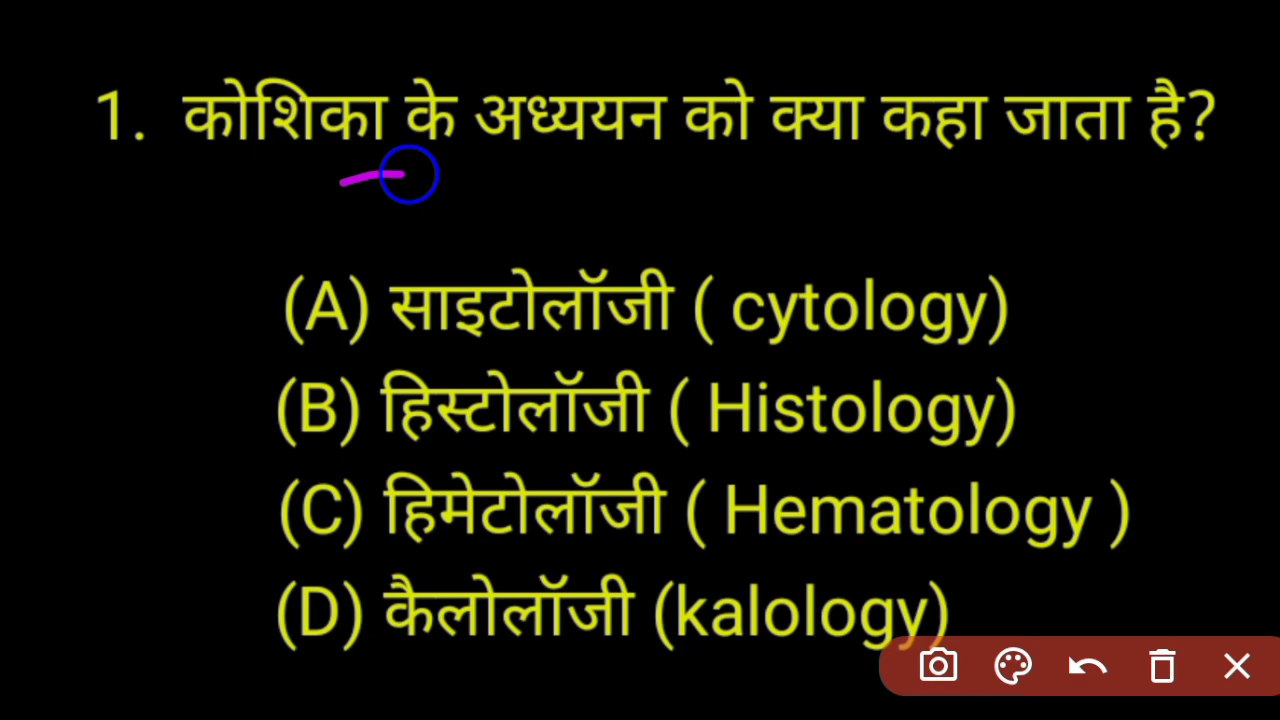 1. कोशिका के अध्ययन को क्या कहा जाता है?
(A) साइटोलॉजी ( cytology)
(B) हिस्टोलॉजी ( Histology)
(C) हिमेटोलॉजी ( Hematology )
(D) कैलोलॉजी (kalology)